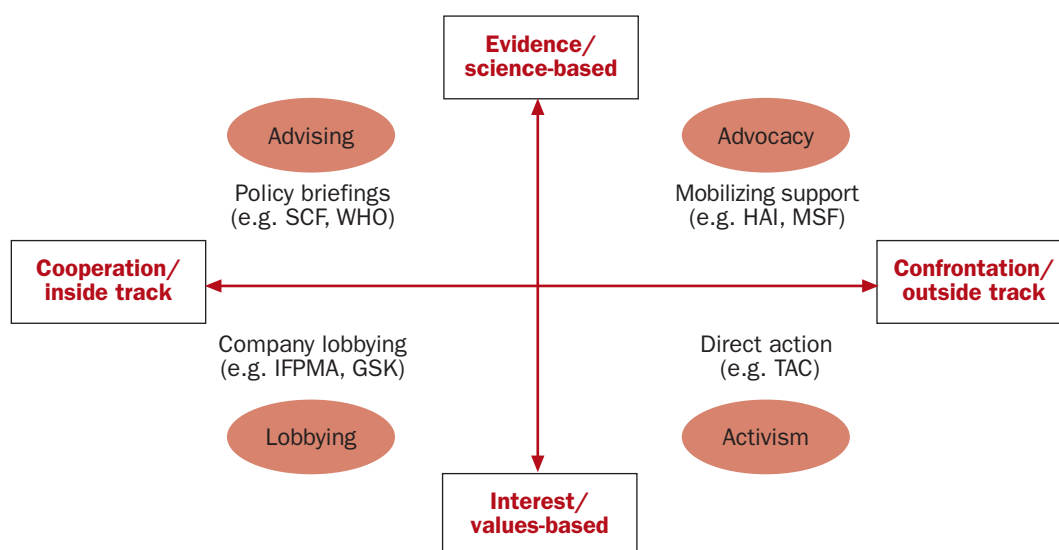 Evidence/
science-based
Advising
Advocacy
Policy briefings
(e.g. SCF, WHO)
Mobilizing support
(e.g. HAI, MSF)
Cooperation/
inside track
Confrontation/
outside track
Company lobbying
(e.g. IFPMA, GSK)
Direct action
(e.g. TAC)
Lobbying
Activism
Interest/
values-based